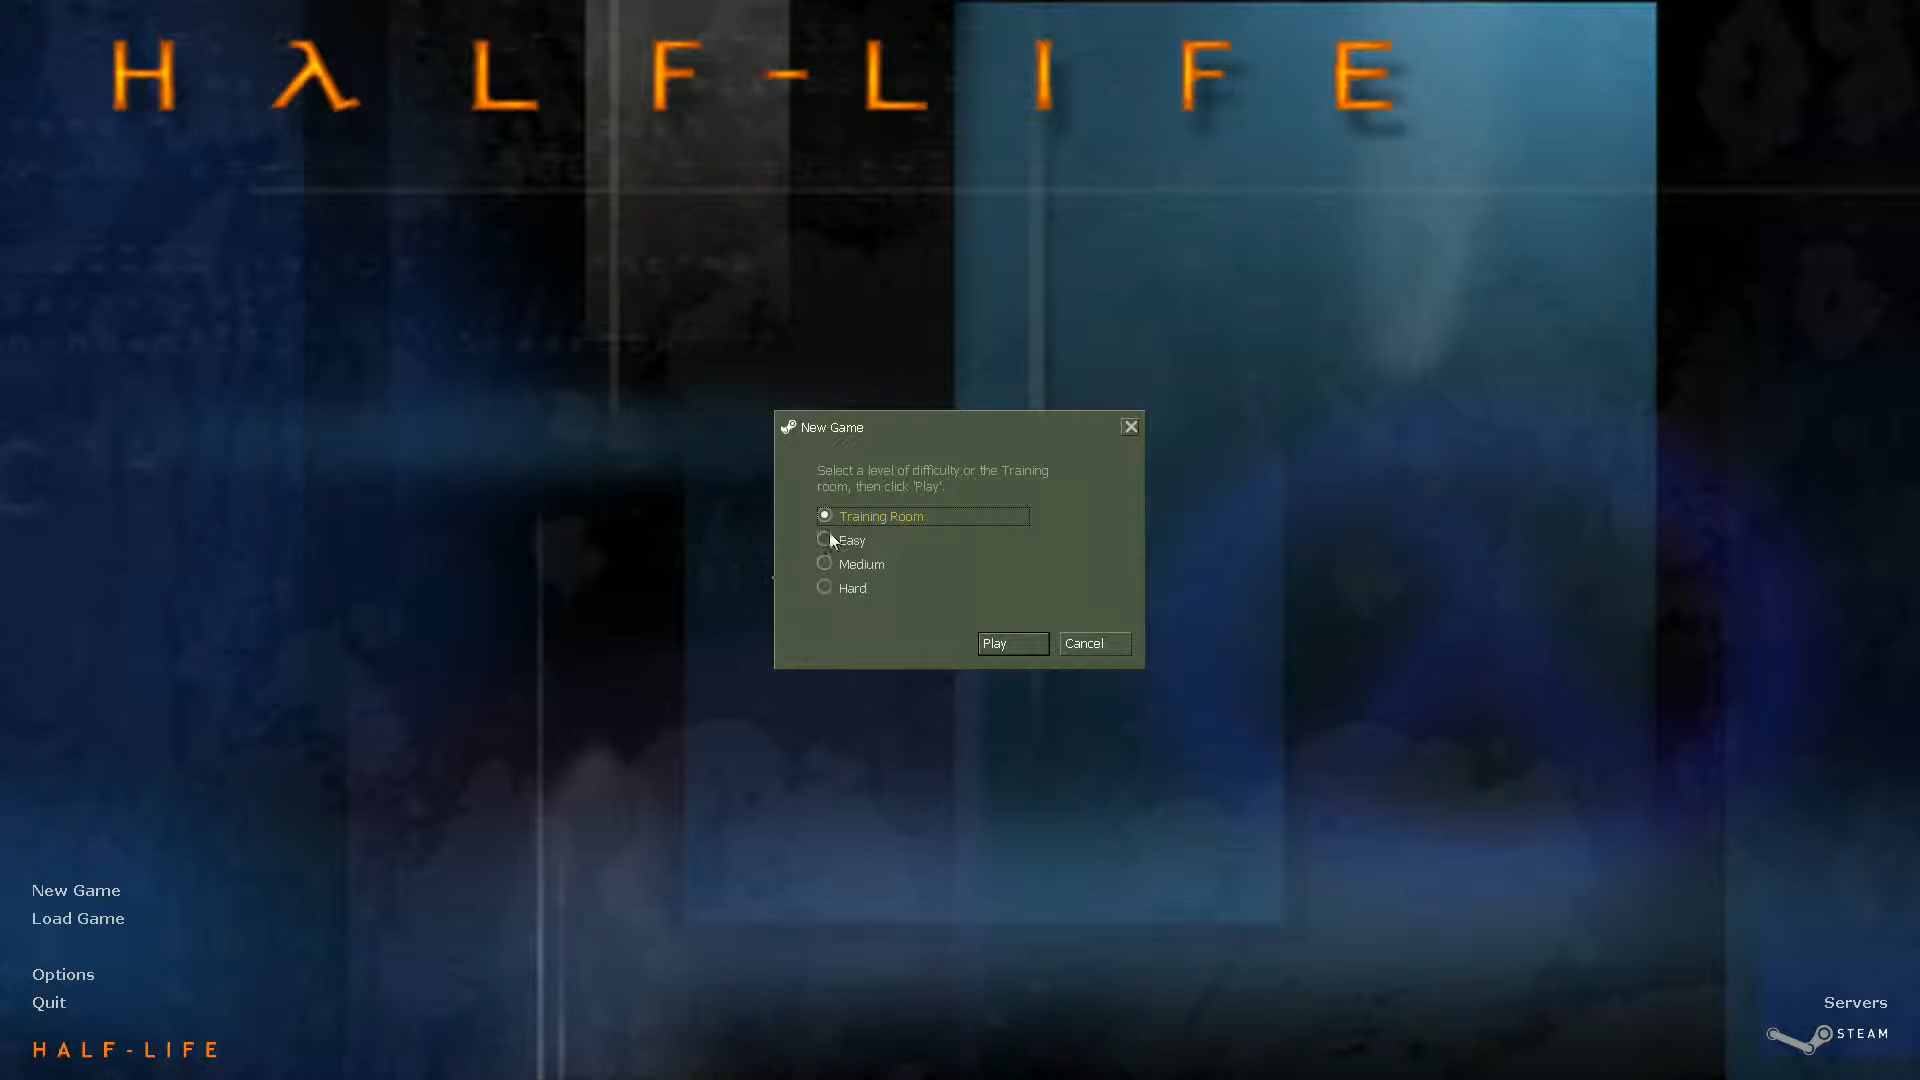 HλLF-LIFE
New Game
Select a level of difficulty or the Training
room, then click 'Play'.
Training Room
Easy
Medium
Hard
Play
Cancel
New Game
Load Game
Options
Quit
HALF-LIFE
Servers
STEAM